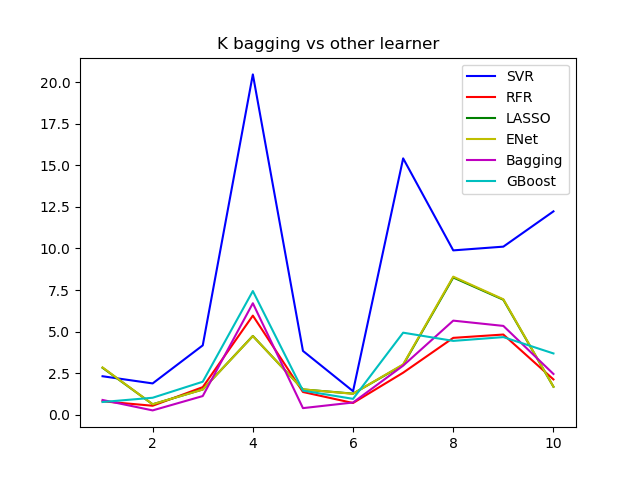 K bagging vs other learner
SVR
RFR
LASSO
ENet
Bagging
GBoost
20.0
17.5
15.0
12.5
10.0
7.5
5.0
2.5
0.0
2 4 6 8 10